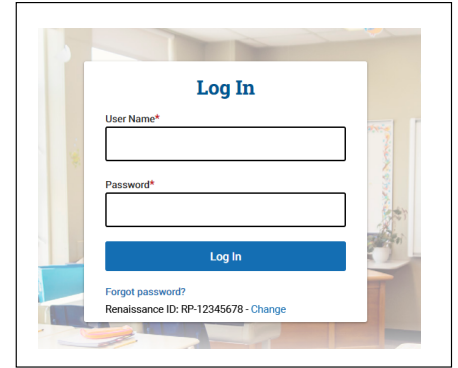 Log In
User Name*
Password*
Log In
Forgot password?
Renaissance ID: RP-12345678 - Change